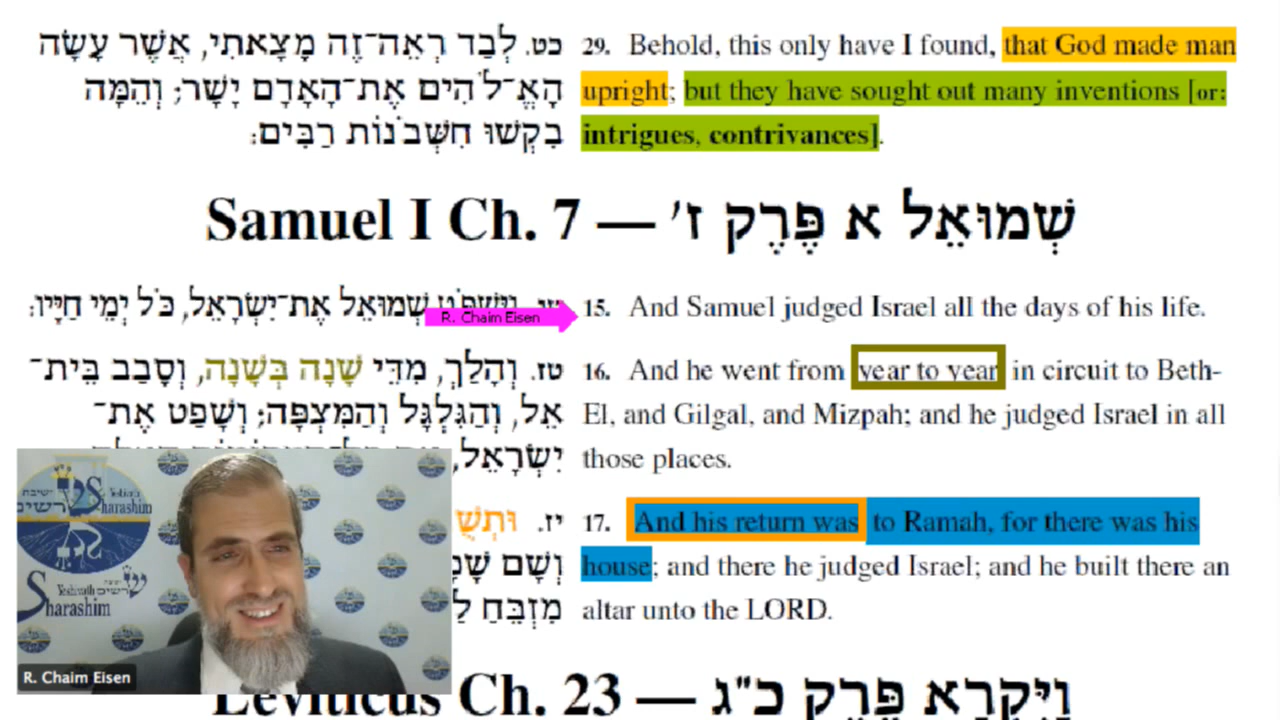 כט. לְבַד רְאֵה־זֶה מָצָאתִי, אֲשֶׁר עָשָׂה
הָאֱ־לֹהִים אֶת־הָאָדָם יָשָׁר; וְהֵמָּה
בִקְשׁוּ חִשְּׁבֹנוֹת רַבִּים:
29. Behold, this only have I found, that God made man
upright; but they have sought out many inventions [or:
intrigues, contrivances].
Samuel I Ch. 7 — שְׁמוּאֵל א פֶּרֶק ז׳
שְׁמוּאֵל אֶת־יִשְׂרָאֵל, כֹּל יְמֵי חַיָּיו:
R. Chaim Eisen
15. And Samuel judged Israel all the days of his life.
טז. וְהָלַךְ, מִדֵּי שָׁנָה בְּשָׁנָה, וְסָבַב בֵּית־
אֵל, וְהַגִּלְגָּל וְהַמִּצְפָּה; וְשָׁפַט אֶת־
יִשְׂרָאֵל,
16. And he went from year to year in circuit to Beth-
El, and Gilgal, and Mizpah; and he judged Israel in all
those places.
יז.
וְשָׁם
מִזְבֵּחַ
17. And his return was to Ramah, for there was his
house; and there he judged Israel; and he built there an
altar unto the LORD.
Leviticus Ch. 23 — וַיִּקְרָא פֶּרֶק כ״ג
ישיבת
שרשים
Yeshivath
Sharashim
R. Chaim Eisen